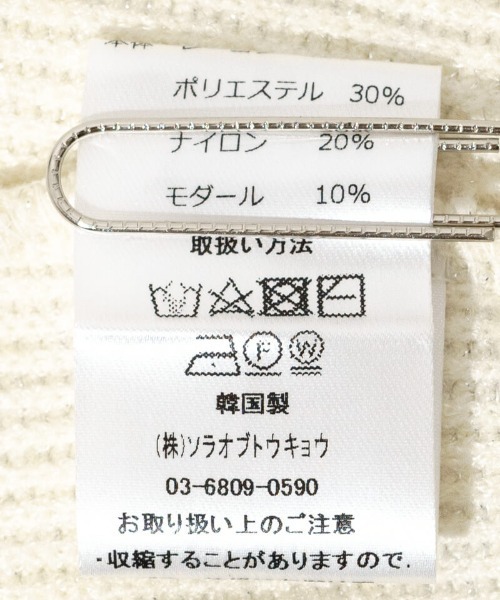 ポリエステル 30%
ナイロン 20%
モダール 10%
取扱い方法
P W
韓国製
(株)ソラオブトウキョウ
03-6809-0590
お取り扱い上のご注意
・収縮することがありますので.